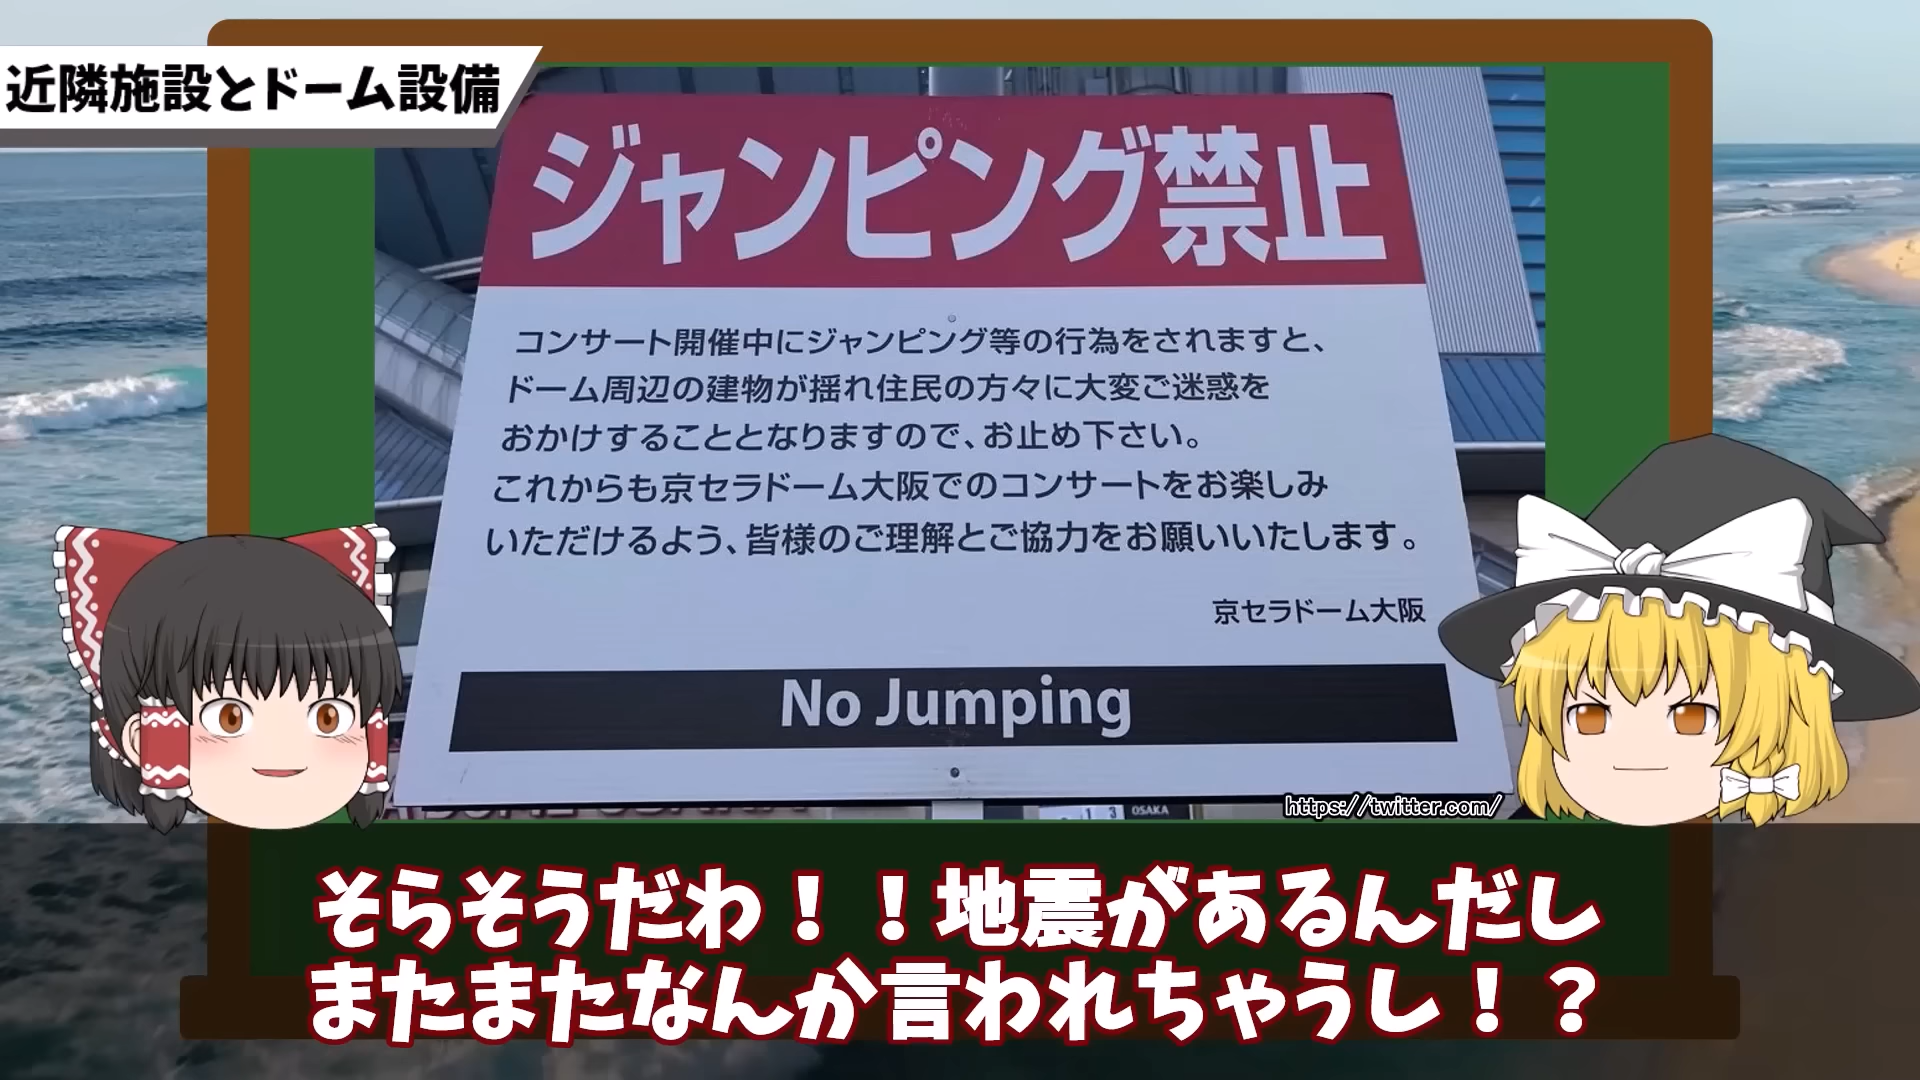 近隣施設とドーム設備
ジャンピング禁止
コンサート開催中にジャンピング等の行為をされますと、
ドーム周辺の建物が揺れ住民の方々に大変ご迷惑を
おかけすることとなりますので、お止め下さい。
これからも京セラドーム大阪でのコンサートをお楽しみ
いただけるよう、皆様のご理解とご協力をお願いいたします。
京セラドーム大阪
No Jumping
1 3 OSAKA
https://twitter.com/
そらそうだわ！！地震があるんだし
またまたなんか言われちゃうし！？